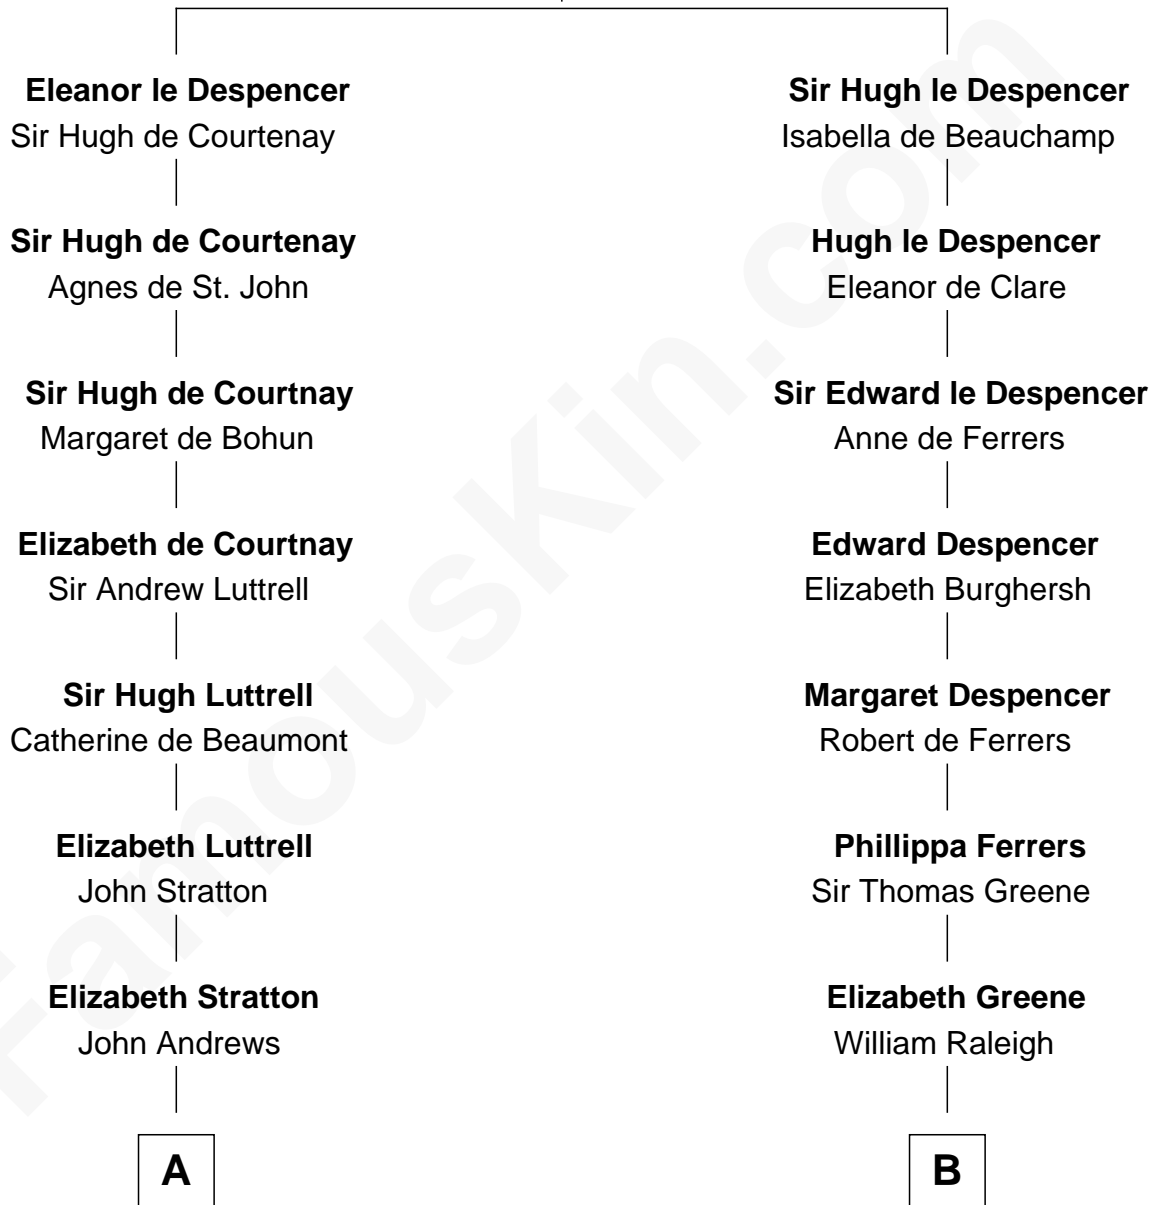 Eleanor le Despencer
Sir Hugh de Courtenay
Sir Hugh de Courtenay
Agnes de St. John
Sir Hugh de Courtnay
Margaret de Bohun
Elizabeth de Courtnay
Sir Andrew Luttrell
Sir Hugh Luttrell
Catherine de Beaumont
Elizabeth Luttrell
John Stratton
Elizabeth Stratton
John Andrews
A
Sir Hugh le Despencer
Isabella de Beauchamp
Hugh le Despencer
Eleanor de Clare
Sir Edward le Despencer
Anne de Ferrers
Edward Despencer
Elizabeth Burghersh
Margaret Despencer
Robert de Ferrers
Phillippa Ferrers
Sir Thomas Greene
Elizabeth Greene
William Raleigh
B
FamousKin.com